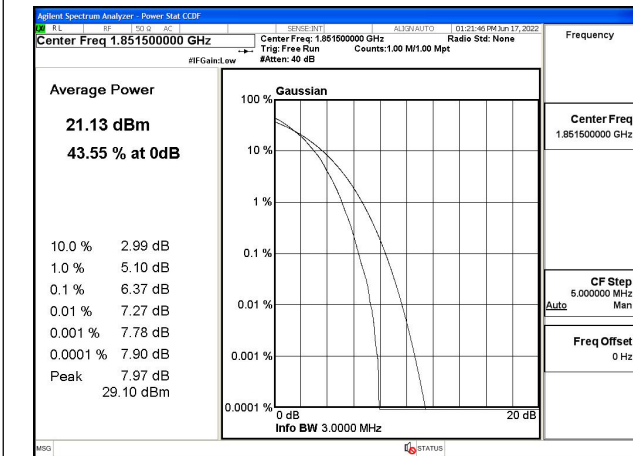 Agilent Spectrum Analyzer - Power Stat CCDF
RL RF 50 Ω AC SENSE:INT ALIGNAUTO 01:21:46 PM Jun 17, 2022
Center Freq 1.851500000 GHz
Center Freq: 1.851500000 GHz Radio Std: None
Trig: Free Run Counts:1.00 M/1.00 Mpt
#IFGain:Low #Atten: 40 dB
Frequency
Average Power
21.13 dBm
43.55 % at 0dB
10.0 % 2.99 dB
1.0 % 5.10 dB
0.1 % 6.37 dB
0.01 % 7.27 dB
0.001 % 7.78 dB
0.0001 % 7.90 dB
Peak 7.97 dB
29.10 dBm
Gaussian
100 %
10 %
1 %
0.1 %
0.01 %
0.001 %
0.0001 %
0 dB 20 dB
Info BW 3.0000 MHz
Center Freq
1.851500000 GHz
CF Step
5.000000 MHz
Auto Man
Freq Offset
0 Hz
MSG STATUS